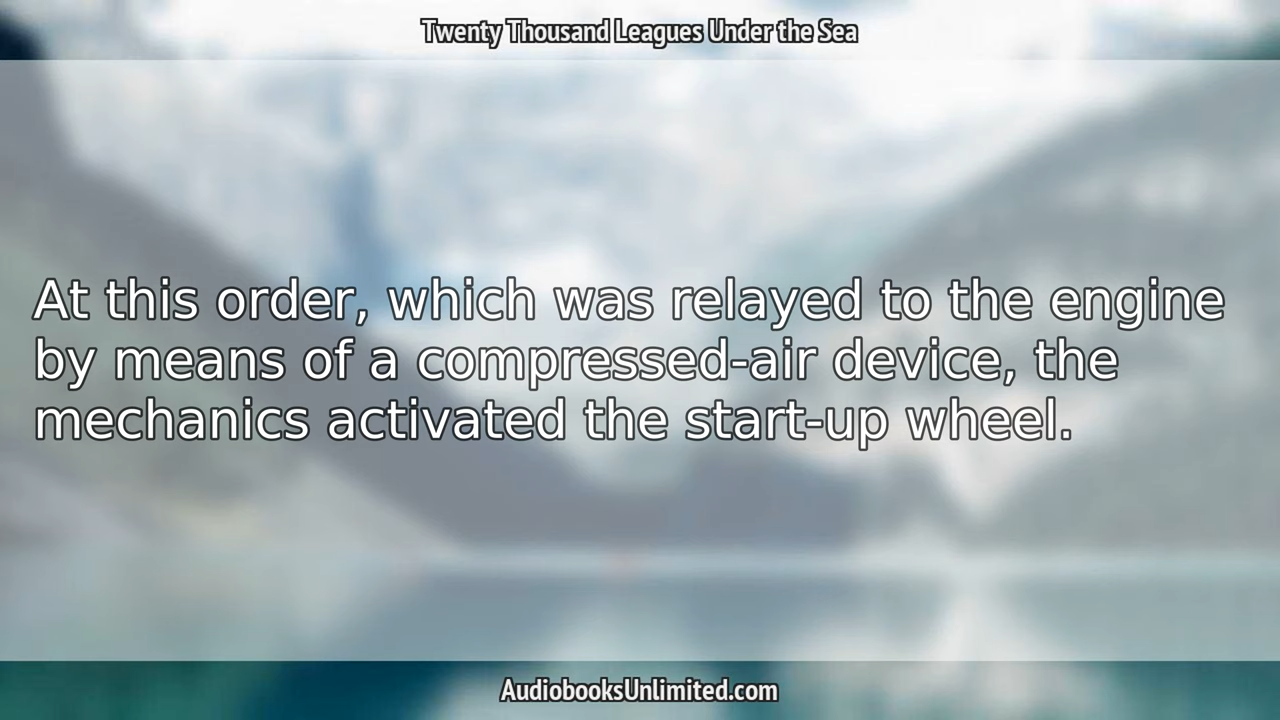 Twenty Thousand Leagues Under the Sea
At this order, which was relayed to the engine
by means of a compressed-air device, the
mechanics activated the start-up wheel.
AudiobooksUnlimited.com